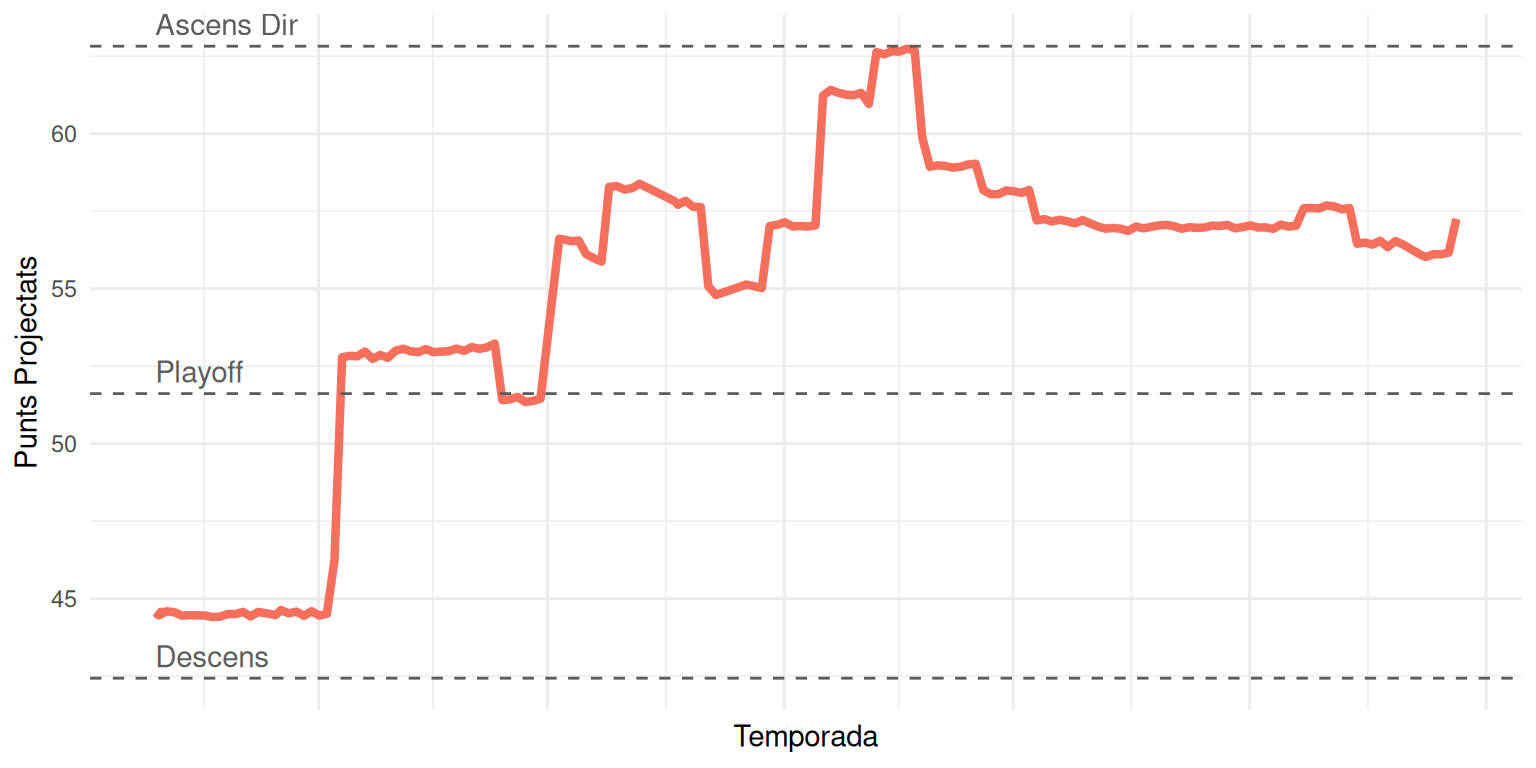 Ascens Dir
60
55
Playoff
50
45
Descens
Punts Projectats
Temporada